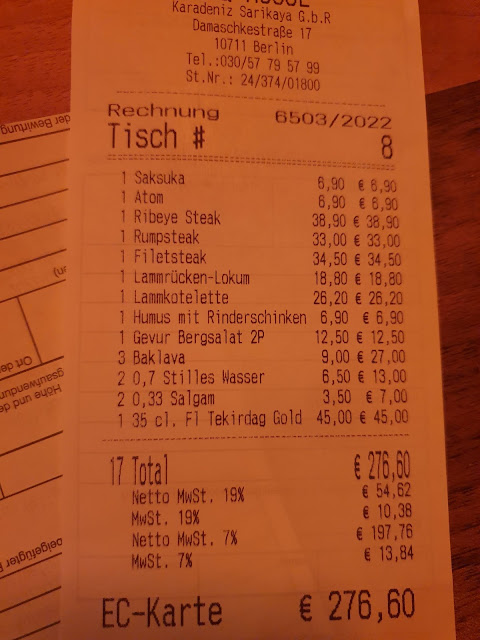 Karadeniz Sarikaya G.b.R
Damaschkestraße 17
10711 Berlin
Tel.:030/57 79 57 99
St.Nr.: 24/374/01800
Rechnung 6503/2022
Tisch # 8
1 Saksuka 6,90 € 6,90
1 Atom 6,90 € 6,90
1 Ribeye Steak 38,90 € 38,90
1 Rumpsteak 33,00 € 33,00
1 Filetsteak 34,50 € 34,50
1 Lammrücken-Lokum 18,80 € 18,80
1 Lammkotelette 26,20 € 26,20
1 Humus mit Rinderschinken 6,90 € 6,90
1 Gevur Bergsalat 2P 12,50 € 12,50
3 Baklava 9,00 € 27,00
2 0,7 Stilles Wasser 6,50 € 13,00
2 0,33 Salgam 3,50 € 7,00
1 35 cl. Fl Tekirdag Gold 45,00 € 45,00
17 Total € 276,60
Netto MwSt. 19% € 54,62
MwSt. 19% € 10,38
Netto MwSt. 7% € 197,76
MwSt. 7% € 13,84
EC-Karte € 276,60
der Bewirtung
Ort der
Höhe und de